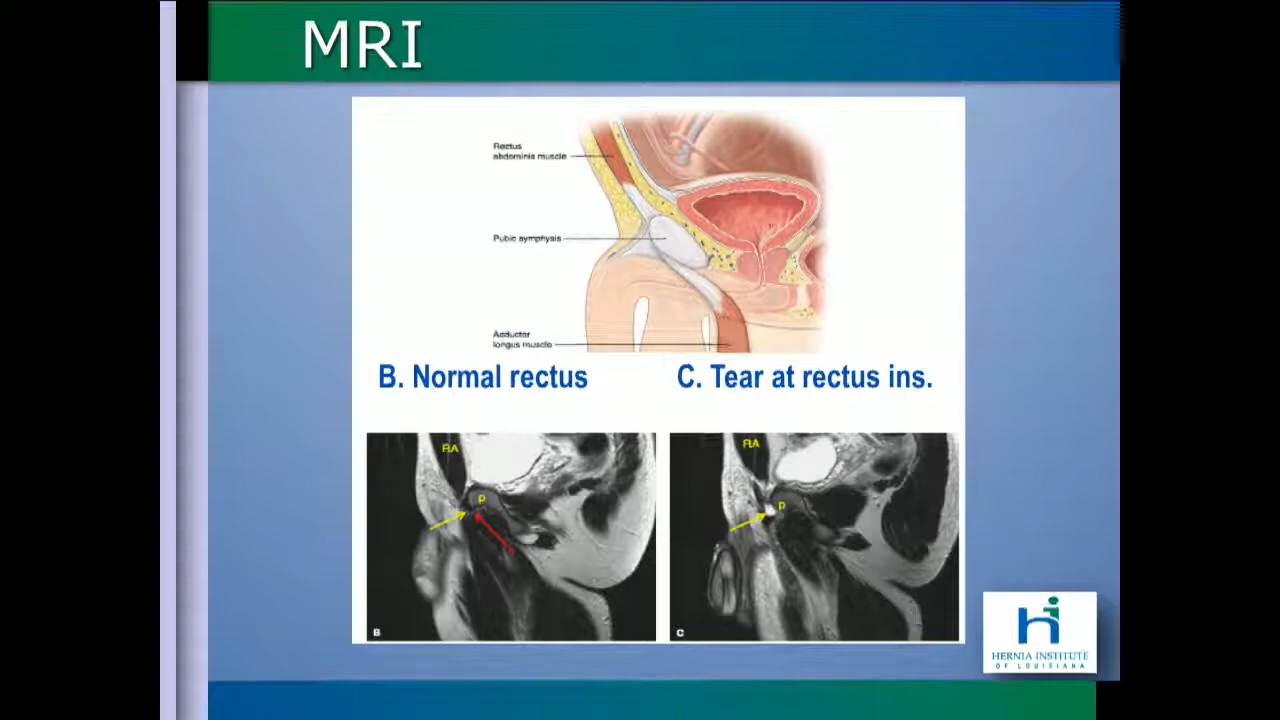 MRI
Rectus
abdominis muscle
Pubic symphysis
Adductor
longus muscle
B. Normal rectus
C. Tear at rectus ins.
RA
P
B
RA
P
C
HERNIA INSTITUTE
OF LOUISIANA